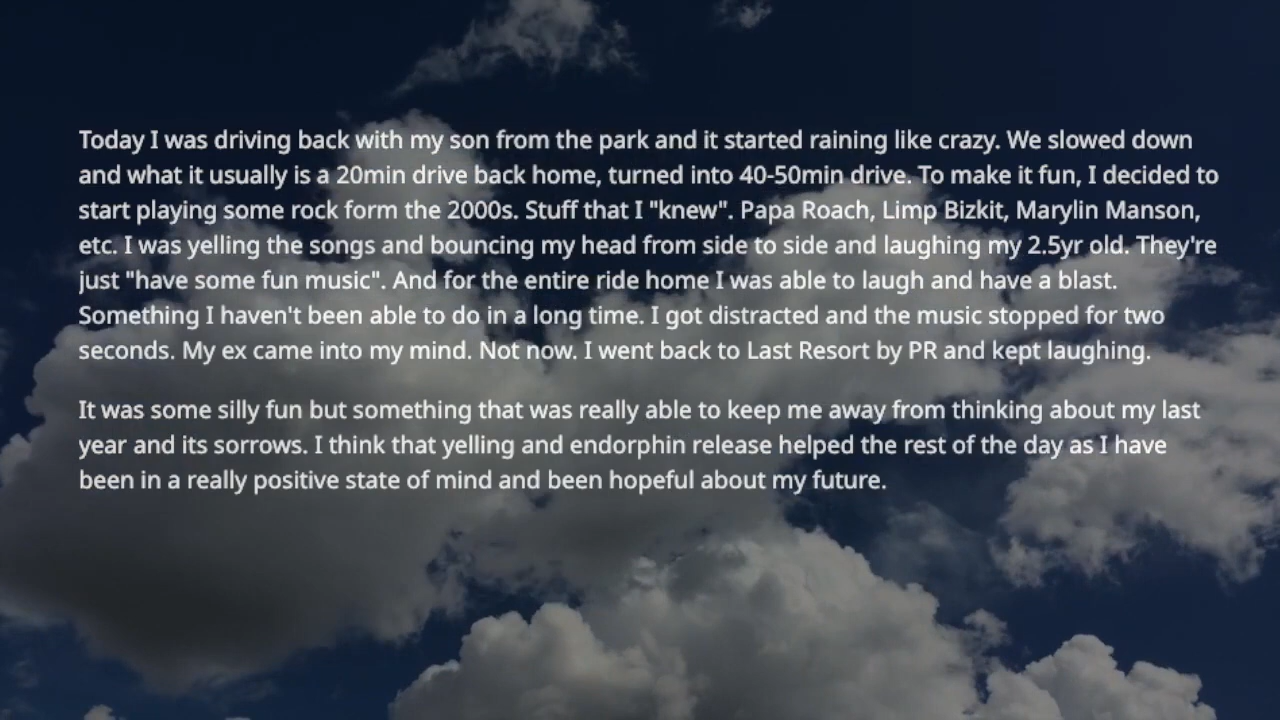 Today I was driving back with my son from the park and it started raining like crazy. We slowed down
and what it usually is a 20min drive back home, turned into 40-50min drive. To make it fun, I decided to
start playing some rock form the 2000s. Stuff that I "knew". Papa Roach, Limp Bizkit, Marylin Manson,
etc. I was yelling the songs and bouncing my head from side to side and laughing my 2.5yr old. They're
just "have some fun music". And for the entire ride home I was able to laugh and have a blast.
Something I haven't been able to do in a long time. I got distracted and the music stopped for two
seconds. My ex came into my mind. Not now. I went back to Last Resort by PR and kept laughing.
It was some silly fun but something that was really able to keep me away from thinking about my last
year and its sorrows. I think that yelling and endorphin release helped the rest of the day as I have
been in a really positive state of mind and been hopeful about my future.